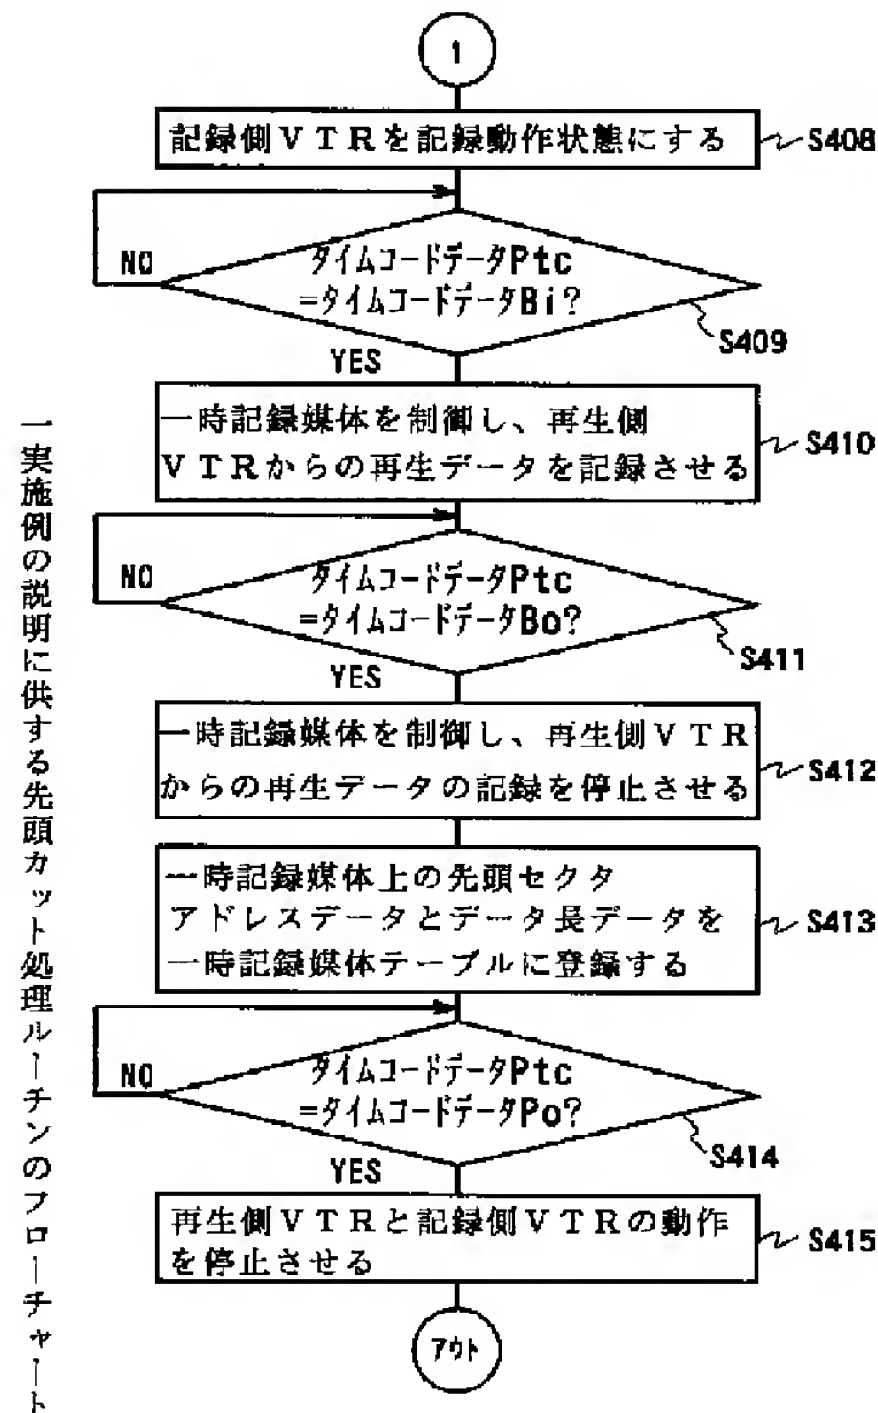 1
記録側VTRを記録動作状態にする
S408
NO
タイムコードデータPtc
=タイムコードデータBi?
S409
YES
一時記録媒体を制御し、再生側
VTRからの再生データを記録させる
S410
NO
タイムコードデータPtc
=タイムコードデータBo?
S411
YES
一時記録媒体を制御し、再生側VTR
からの再生データの記録を停止させる
S412
一時記録媒体上の先頭セクタ
アドレスデータとデータ長データを
一時記録媒体テーブルに登録する
S413
NO
タイムコードデータPtc
=タイムコードデータPo?
S414
YES
再生側VTRと記録側VTRの動作
を停止させる
S415
アウト
一実施例の説明に供する先頭カット処理ルーチンのフローチャート